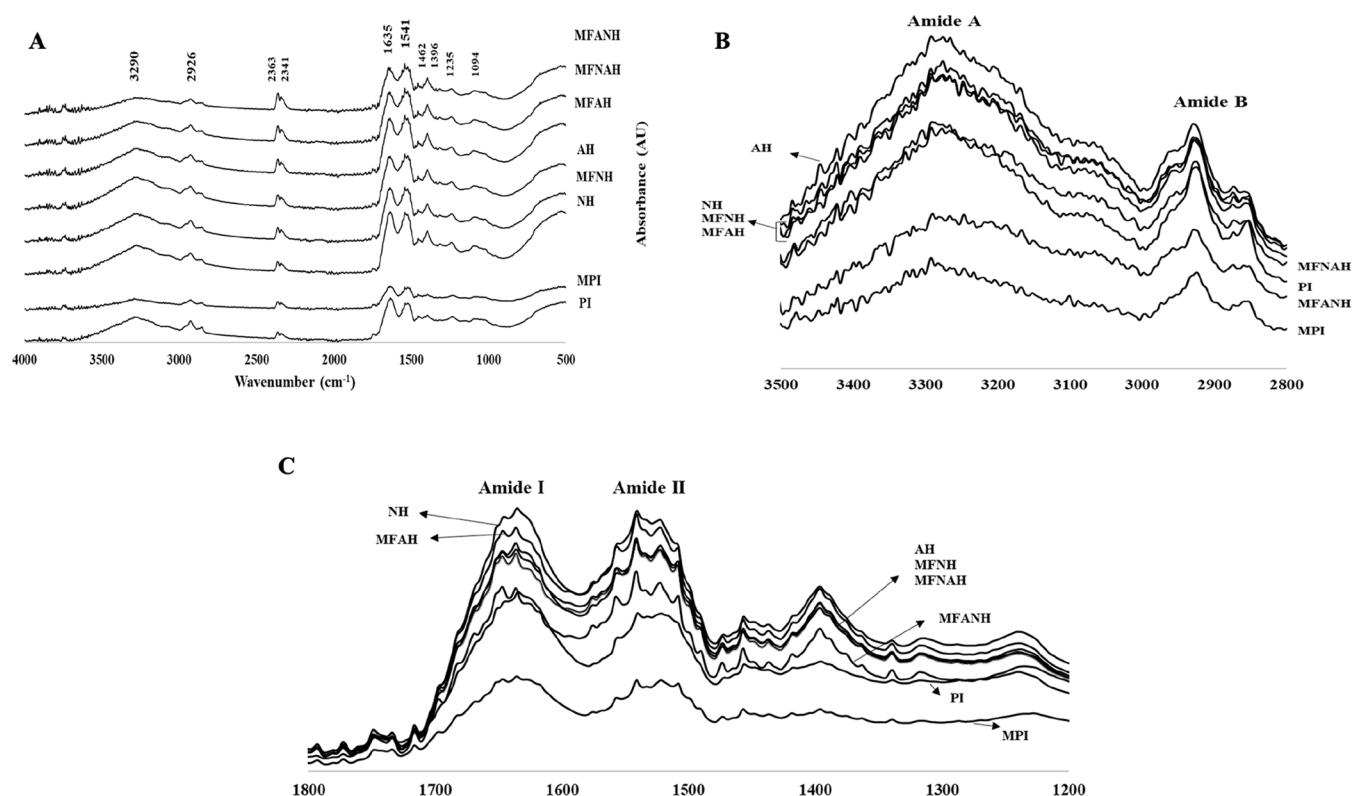 A
3290
2926
2363
2341
1635
1541
1462
1396
1235
1094
MFANH
MFNAH
MFAH
AH
MFNH
NH
MPI
PI
Absorbance (AU)
4000 3500 3000 2500 2000 1500 1000 500
Wavenumber (cm-1)
B
Amide A
Amide B
AH
NH
MFNH
MFAH
MFNAH
PI
MFANH
MPI
3500 3400 3300 3200 3100 3000 2900 2800
C
Amide I
Amide II
NH
MFAH
AH
MFNH
MFNAH
MFANH
PI
MPI
1800 1700 1600 1500 1400 1300 1200